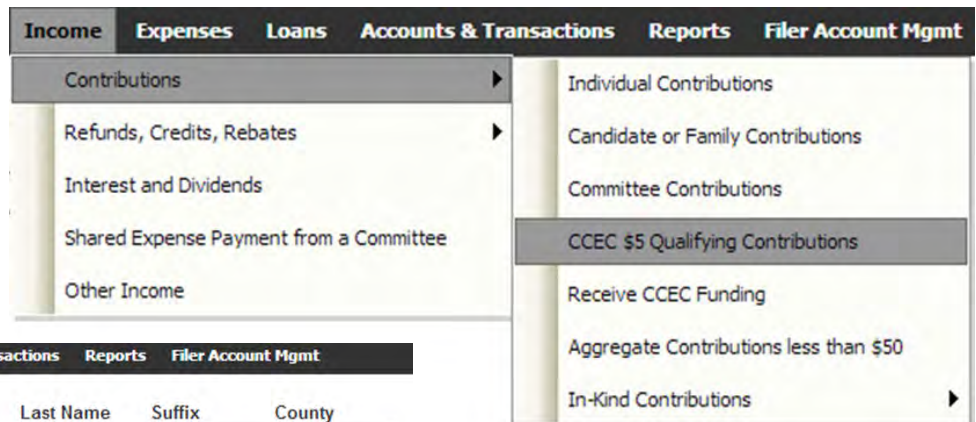 Income Expenses Loans Accounts & Transactions Reports Filer Account Mgmt
Contributions
Refunds, Credits, Rebates
Interest and Dividends
Shared Expense Payment from a Committee
Other Income
Individual Contributions
Candidate or Family Contributions
Committee Contributions
CCEC $5 Qualifying Contributions
Receive CCEC Funding
Aggregate Contributions less than $50
In-Kind Contributions
sactions Reports Filer Account Mgmt
Last Name Suffix County